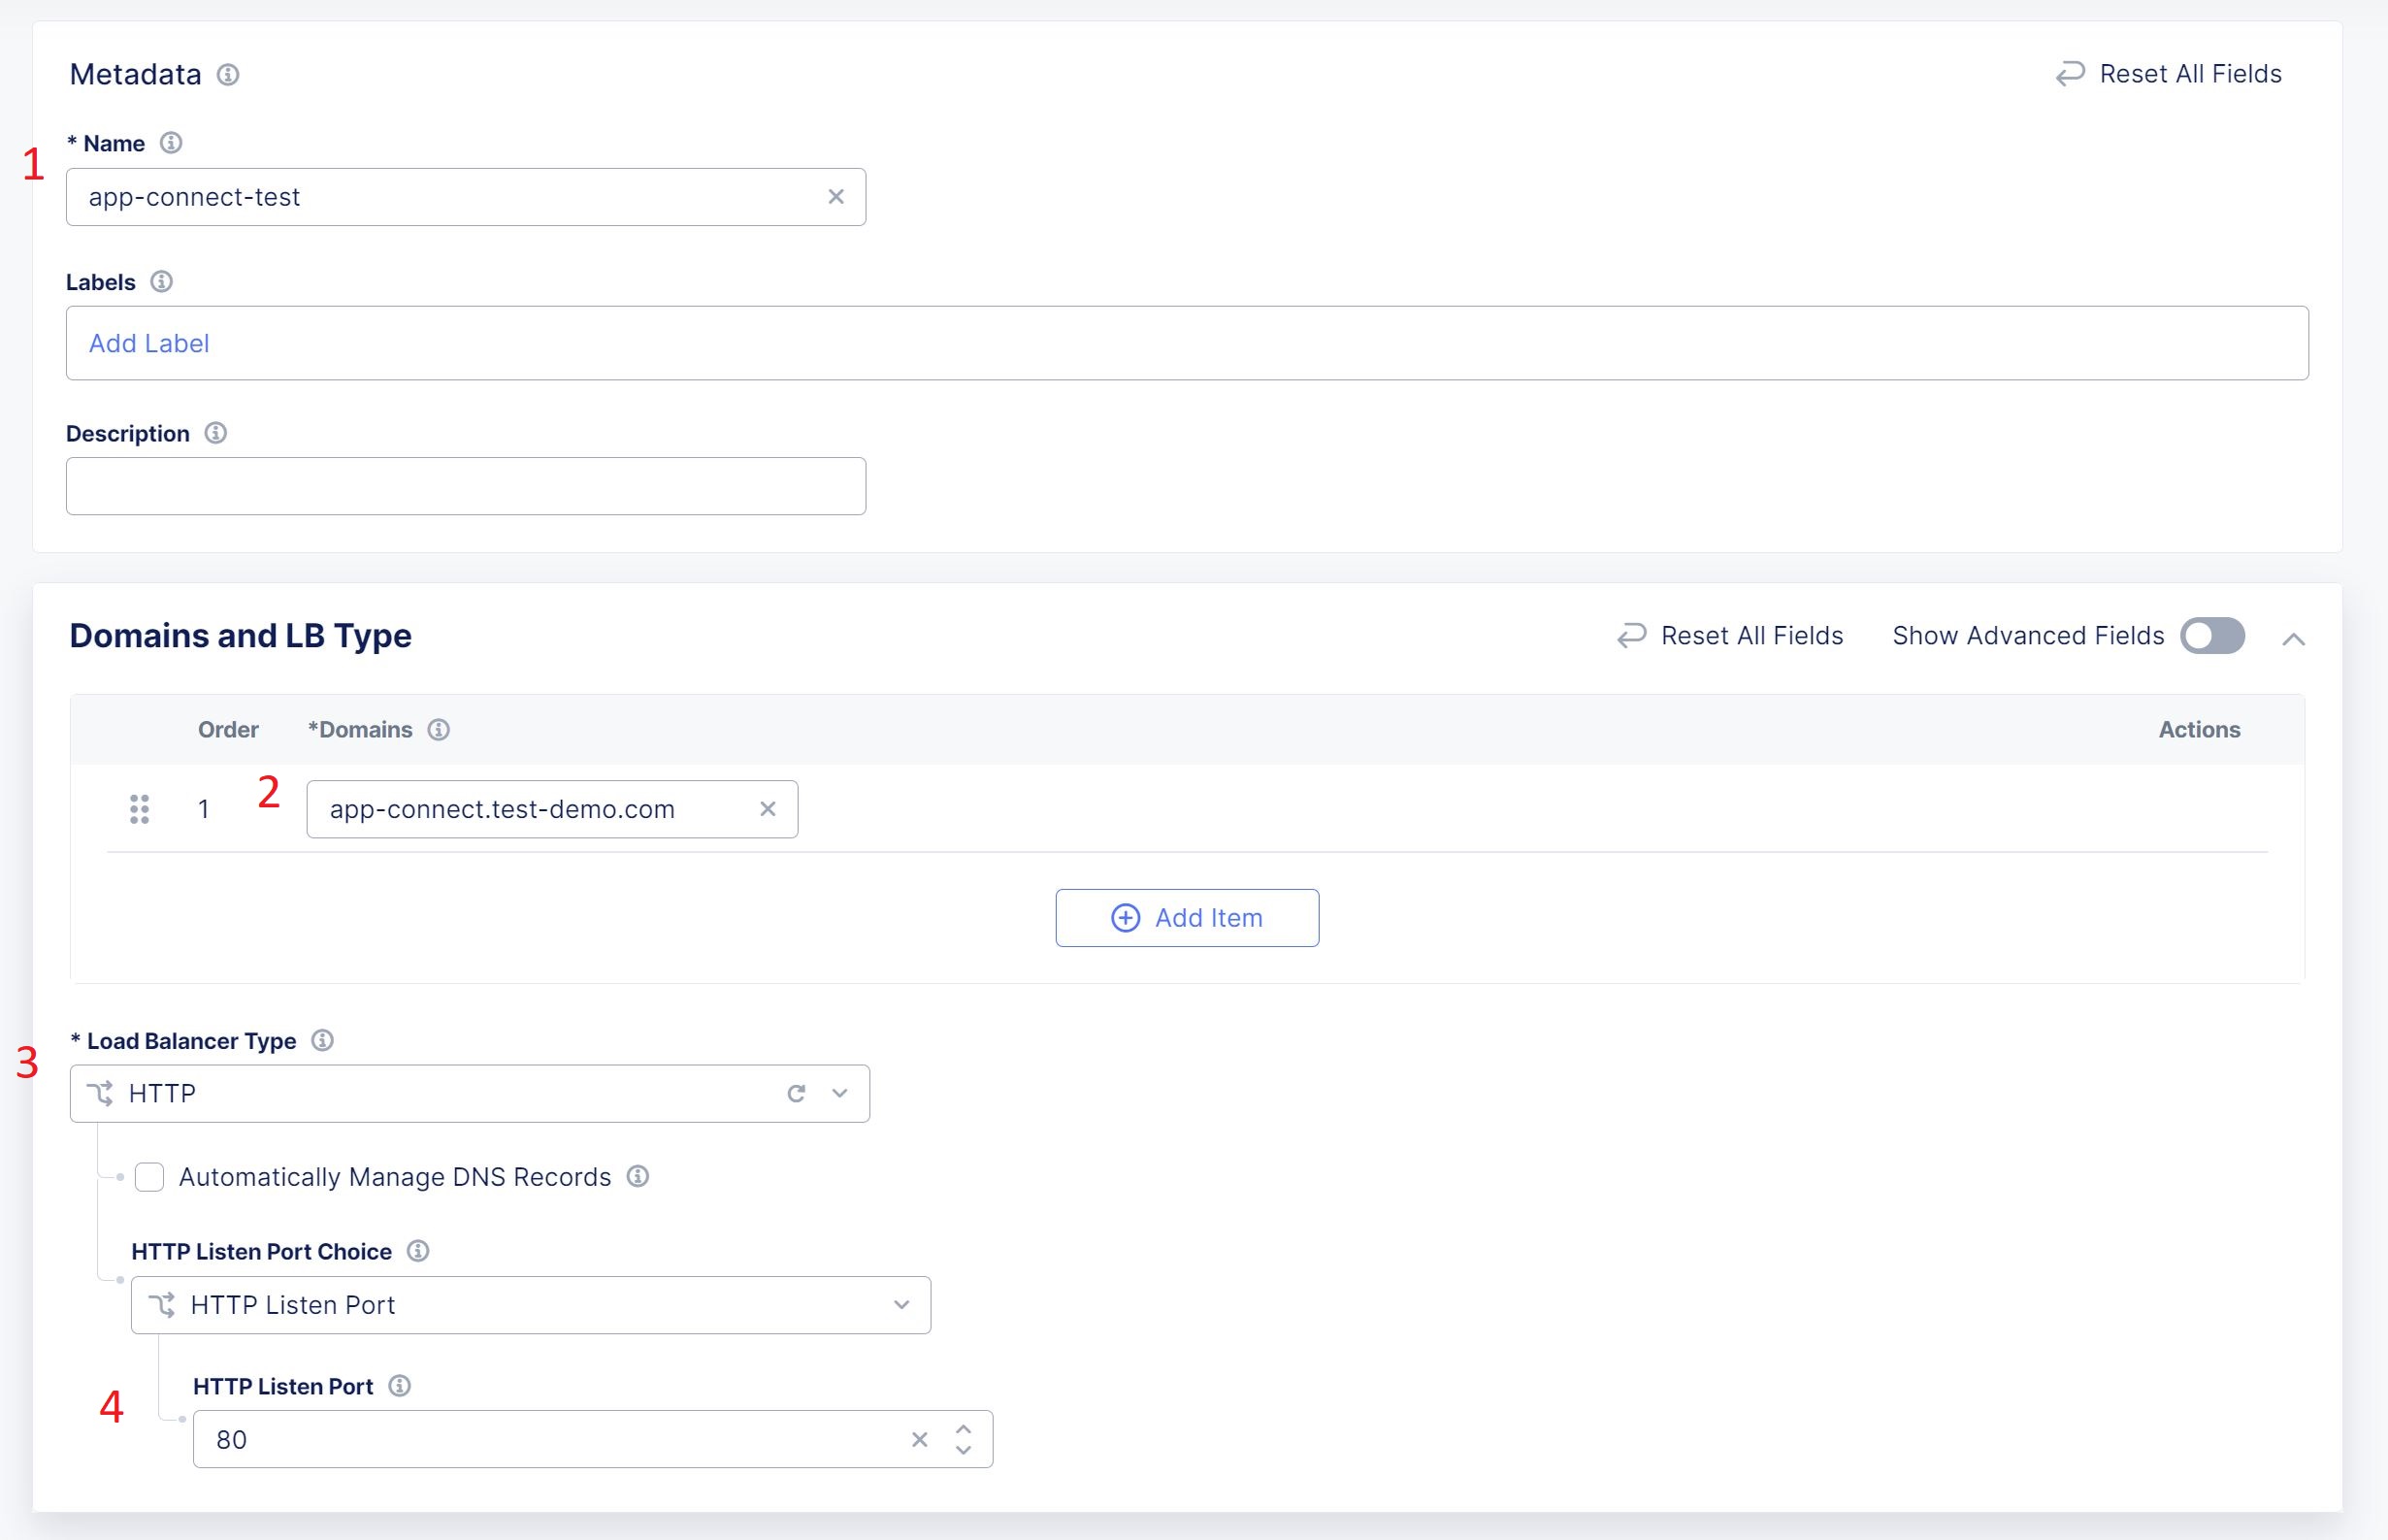 Metadata
Reset All Fields
* Name
1
app-connect-test
Labels
Add Label
Description
Domains and LB Type
Reset All Fields
Show Advanced Fields
Order *Domains Actions
1 2 app-connect.test-demo.com
Add Item
* Load Balancer Type
3
HTTP
Automatically Manage DNS Records
HTTP Listen Port Choice
HTTP Listen Port
HTTP Listen Port
4
80